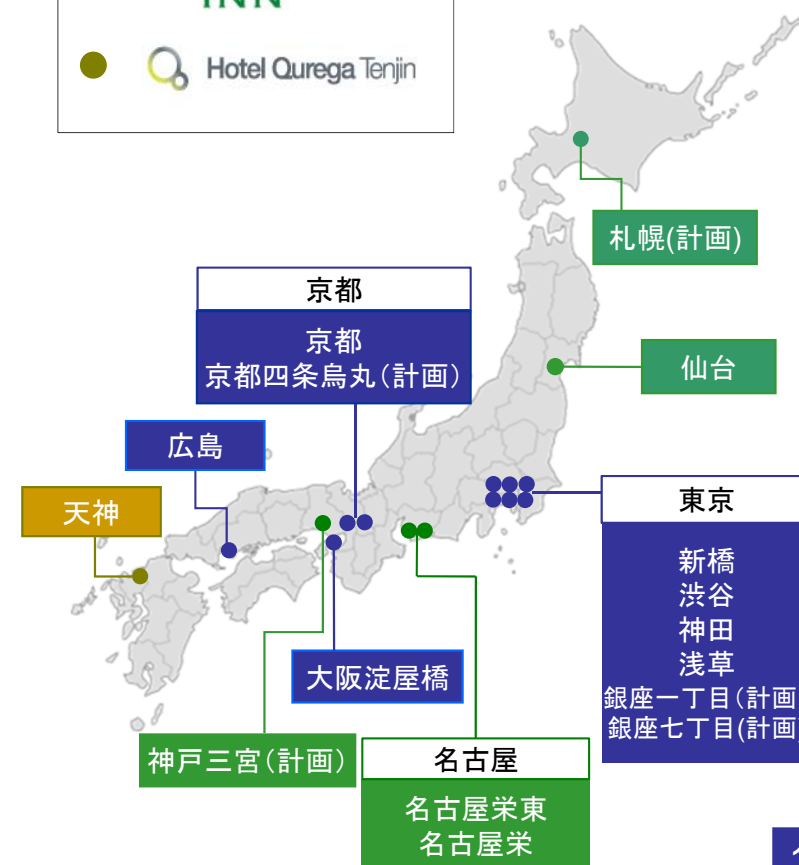 INN
Hotel Qurega Tenjin
札幌(計画)
京都
京都
京都四条烏丸(計画)
仙台
広島
天神
東京
新橋
渋谷
神田
浅草
銀座一丁目(計画
銀座七丁目(計画)
大阪淀屋橋
神戸三宮(計画)
名古屋
名古屋栄東
名古屋栄